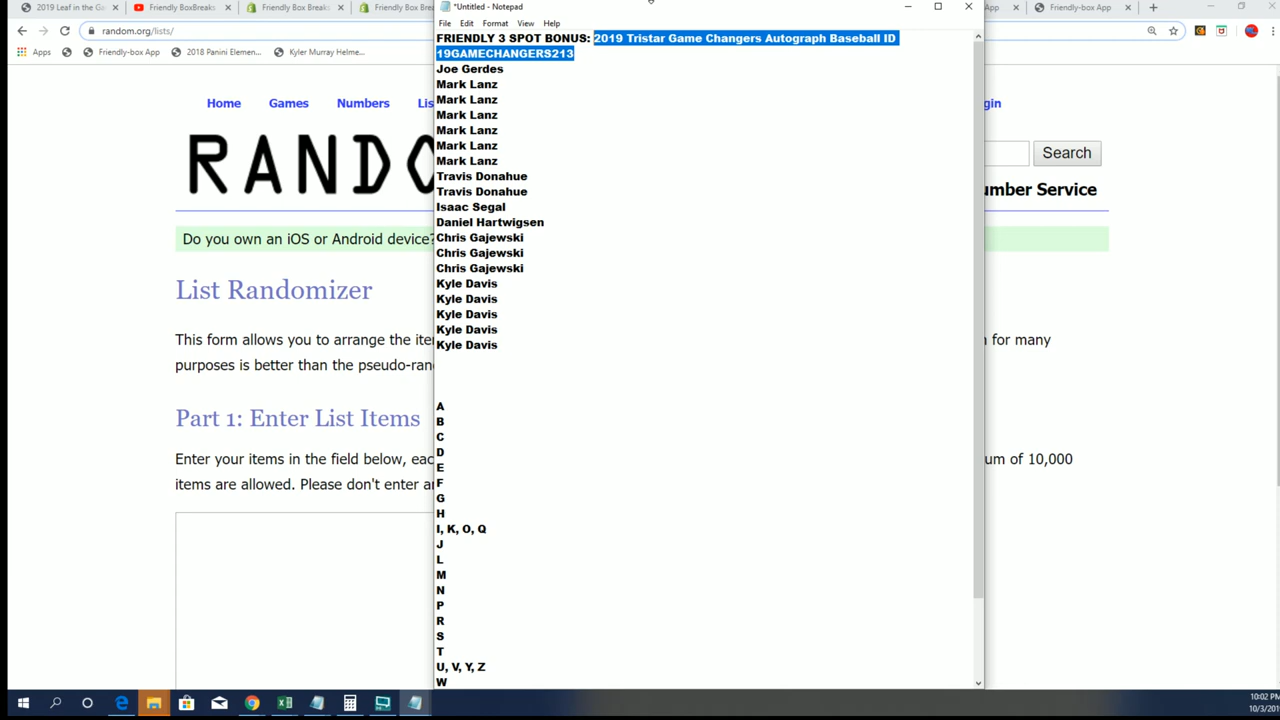 2019 Leaf in the Ga
Friendly BoxBreaks
Friendly Box Breaks
Friendly Box Brea
App
Friendly-box App
random.org/lists/
Apps
Friendly-box App
2018 Panini Elemen...
Kyler Murray Helme...
*Untitled - Notepad
File Edit Format View Help
FRIENDLY 3 SPOT BONUS: 2019 Tristar Game Changers Autograph Baseball ID
19GAMECHANGERS213
Joe Gerdes
Mark Lanz
Mark Lanz
Mark Lanz
Mark Lanz
Mark Lanz
Mark Lanz
Travis Donahue
Travis Donahue
Isaac Segal
Daniel Hartwigsen
Chris Gajewski
Chris Gajewski
Chris Gajewski
Kyle Davis
Kyle Davis
Kyle Davis
Kyle Davis
Kyle Davis
A
B
C
D
E
F
G
H
I, K, O, Q
J
L
M
N
P
R
S
T
U, V, Y, Z
W
Home Games Numbers Lis
gin
RANDO
Search
umber Service
Do you own an iOS or Android device?
List Randomizer
This form allows you to arrange the ite
n for many
purposes is better than the pseudo-ran
Part 1: Enter List Items
Enter your items in the field below, eac
um of 10,000
items are allowed. Please don't enter a
10:02 PM
10/3/201